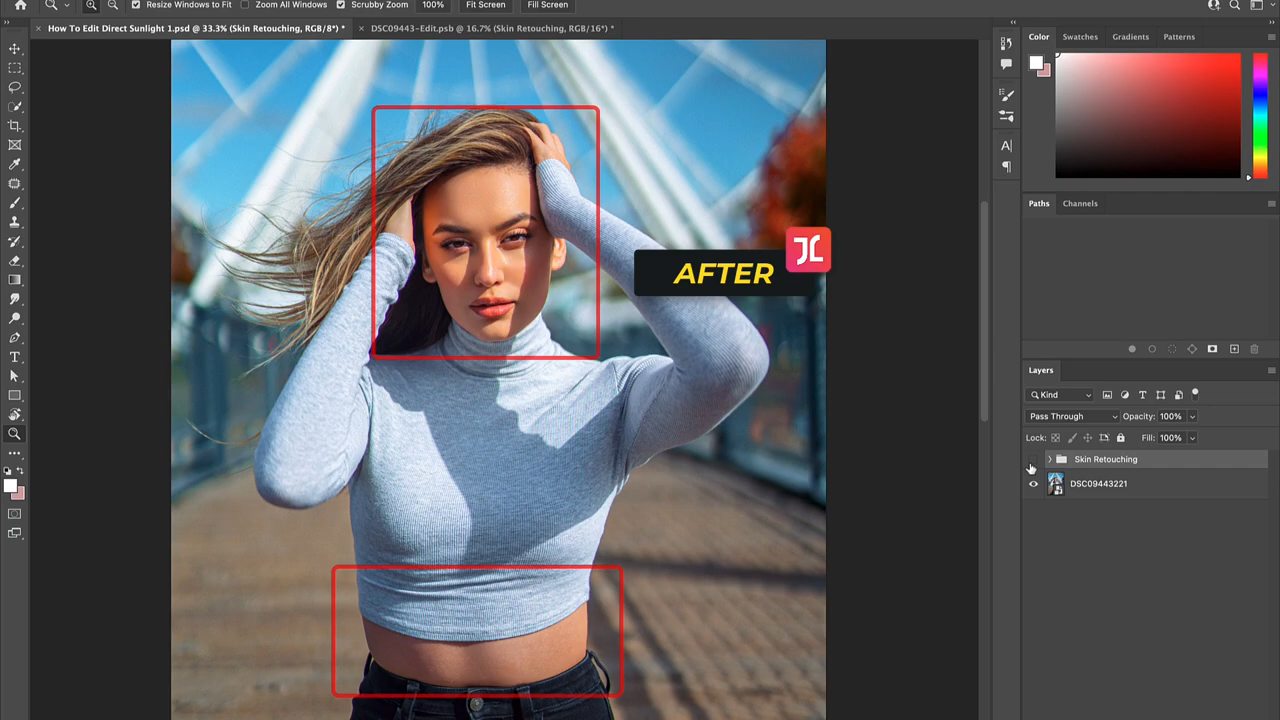 Resize Windows to Fit Zoom All Windows Scrubby Zoom 100% Fit Screen Fill Screen
How To Edit Direct Sunlight 1.psd @ 33.3% (Skin Retouching, RGB/8*) * DSC09443-Edit.psb @ 16.7% (Skin Retouching, RGB/16*) *
Color Swatches Gradients Patterns
Paths Channels
AFTER
JL
Layers
Kind
Pass Through Opacity: 100%
Lock: Fill: 100%
Skin Retouching
DSC09443221